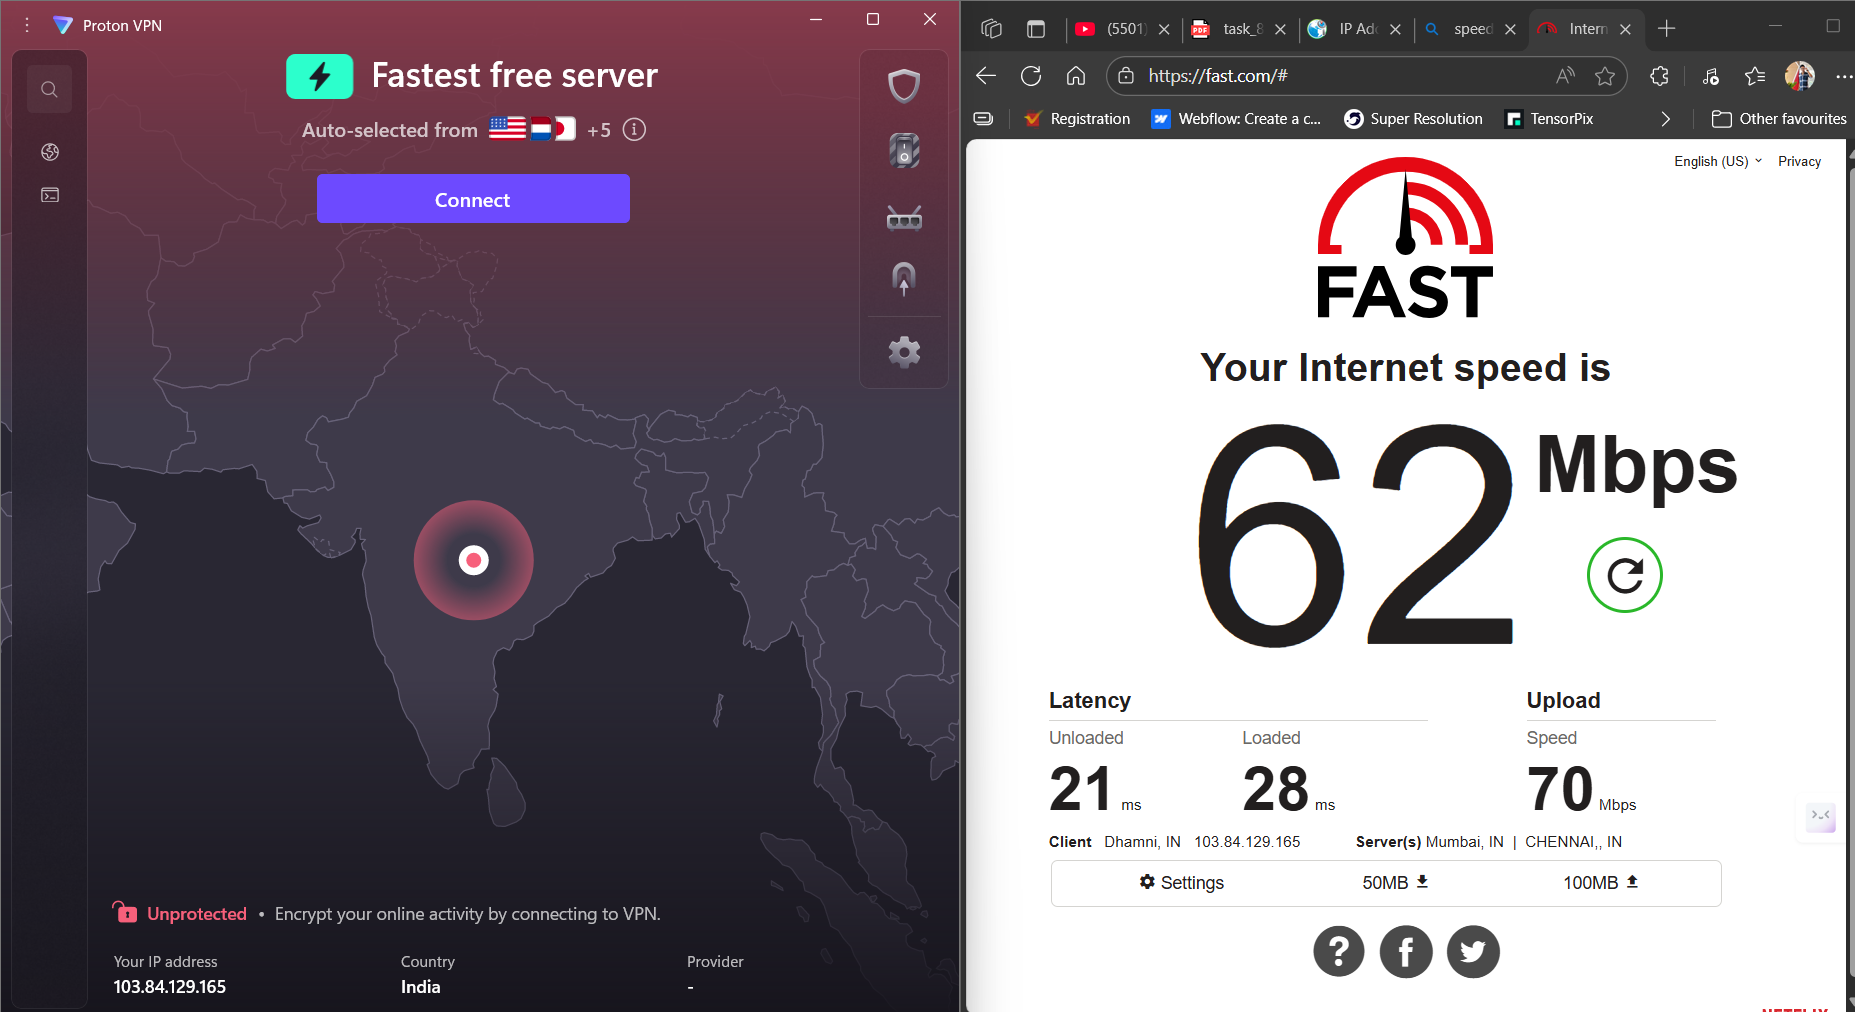 Proton VPN
Fastest free server
Auto-selected from +5
Connect
Unprotected • Encrypt your online activity by connecting to VPN.
Your IP address Country Provider
103.84.129.165 India -
(5501) task_8 IP Add speed Intern
https://fast.com/#
Registration Webflow: Create a c... Super Resolution TensorPix Other favourites
English (US) Privacy
FAST
Your Internet speed is
62 Mbps
Latency Upload
Unloaded Loaded Speed
21 ms 28 ms 70 Mbps
Client Dhamni, IN 103.84.129.165 Server(s) Mumbai, IN | CHENNAI,, IN
Settings 50MB 100MB
NETFLIX